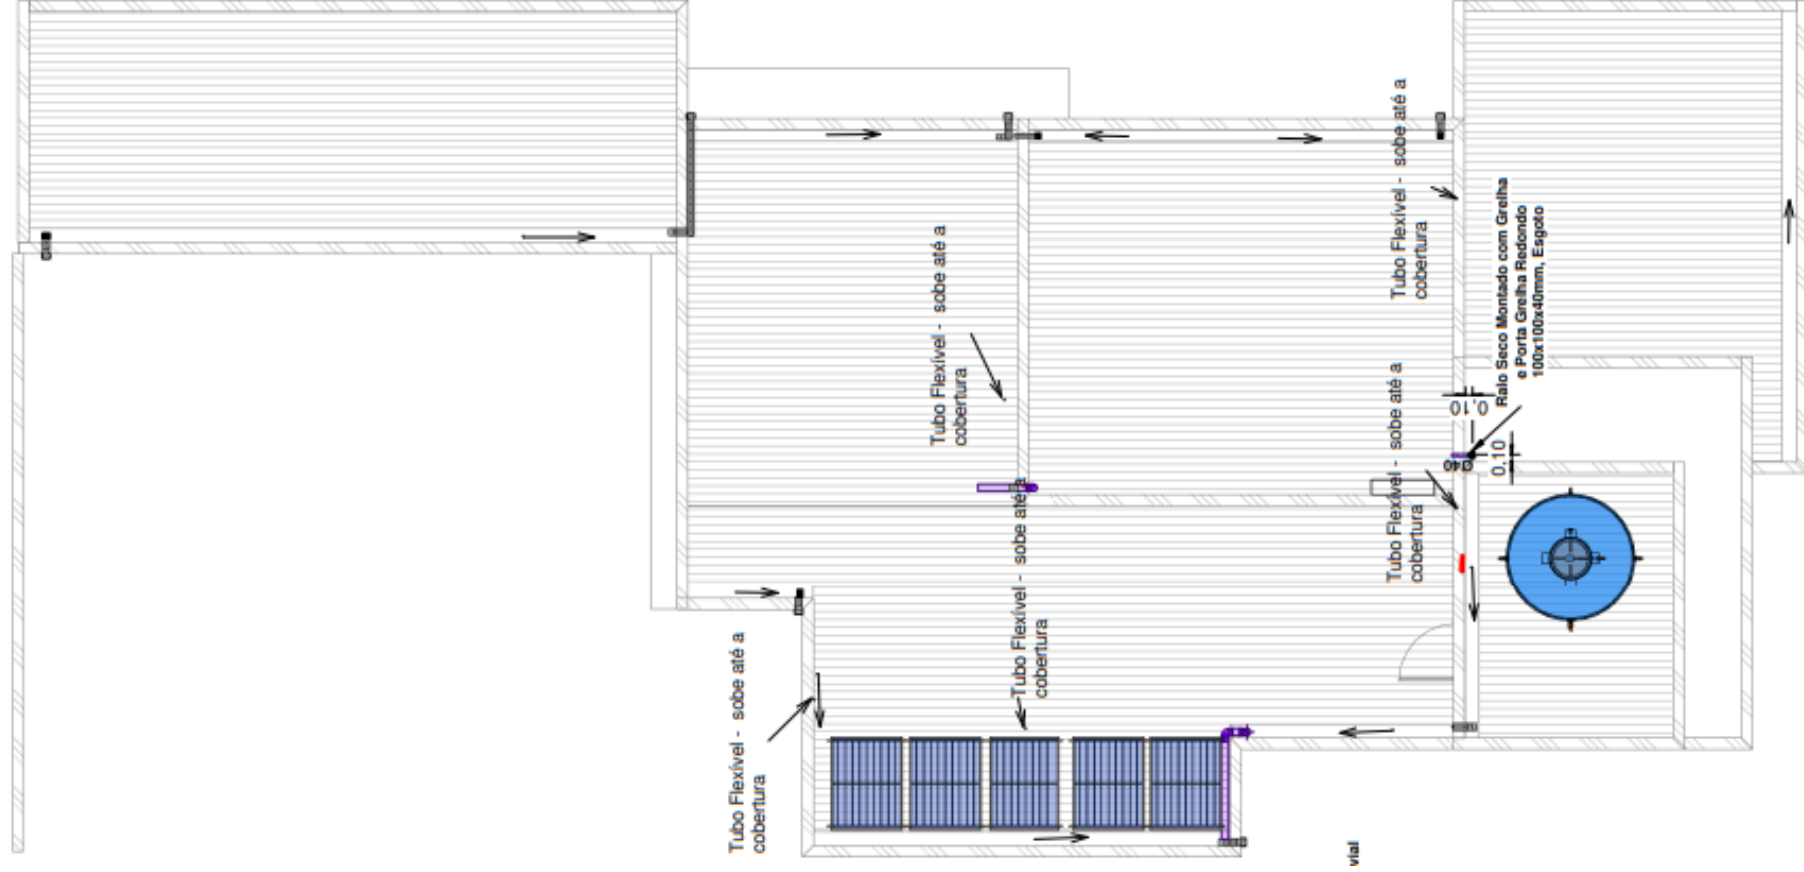 Tubo Flexível - sobe até a
cobertura
Tubo Flexível - sobe até a
cobertura
Tubo Flexível - sobe até a
cobertura
Tubo Flexível - sobe até a
cobertura
Tubo Flexível - sobe até a
cobertura
Ralo Seco Montado com Grelha
e Porta Grelha Redondo
100x100x40mm, Esgoto
0,10
0,10
vial